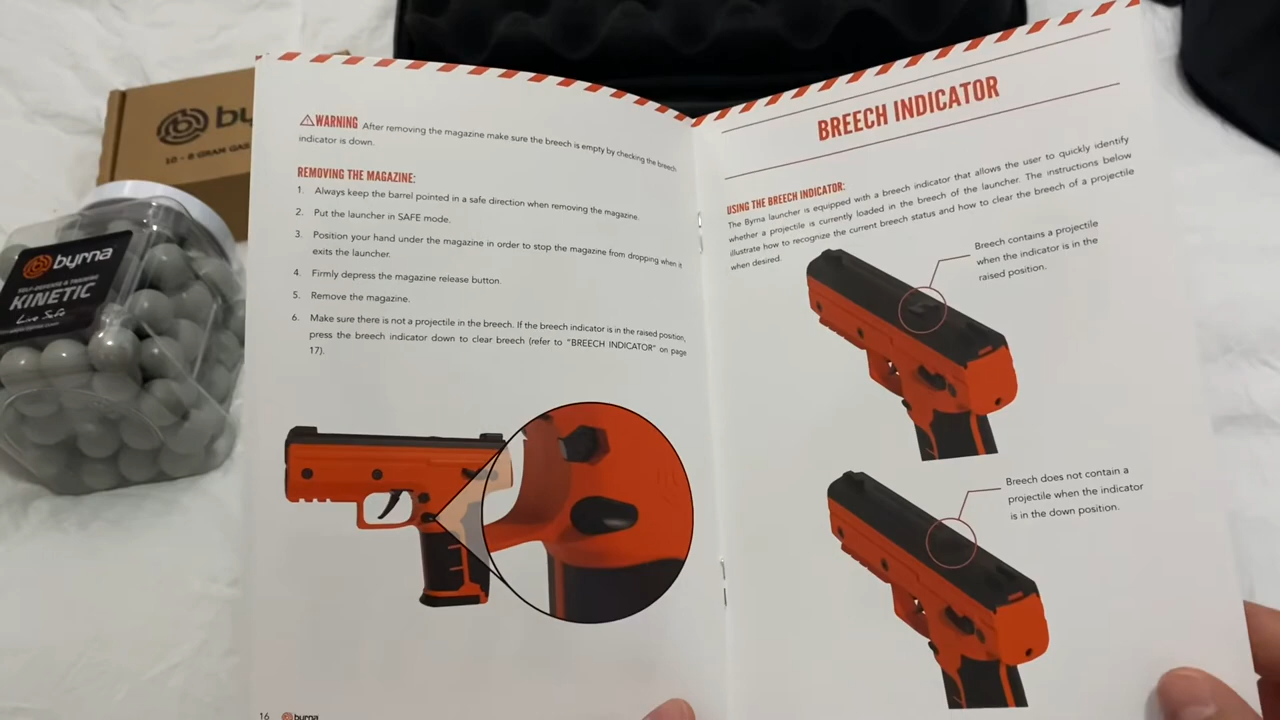 byrna
SELF-DEFENSE & TRAINING
KINETIC
Live Safe
10 - 8 GRAM GAS
WARNING After removing the magazine make sure the breech is empty by checking the breech
indicator is down.
REMOVING THE MAGAZINE:
1. Always keep the barrel pointed in a safe direction when removing the magazine.
2. Put the launcher in SAFE mode.
3. Position your hand under the magazine in order to stop the magazine from dropping when it
exits the launcher.
4. Firmly depress the magazine release button.
5. Remove the magazine.
6. Make sure there is not a projectile in the breech. If the breech indicator is in the raised position,
press the breech indicator down to clear breech (refer to “BREECH INDICATOR” on page
17).
16 byrna
BREECH INDICATOR
USING THE BREECH INDICATOR:
The Byrna launcher is equipped with a breech indicator that allows the user to quickly identify
whether a projectile is currently loaded in the breech of the launcher. The instructions below
illustrate how to recognize the current breech status and how to clear the breech of a projectile
when desired.
Breech contains a projectile
when the indicator is in the
raised position.
Breech does not contain a
projectile when the indicator
is in the down position.